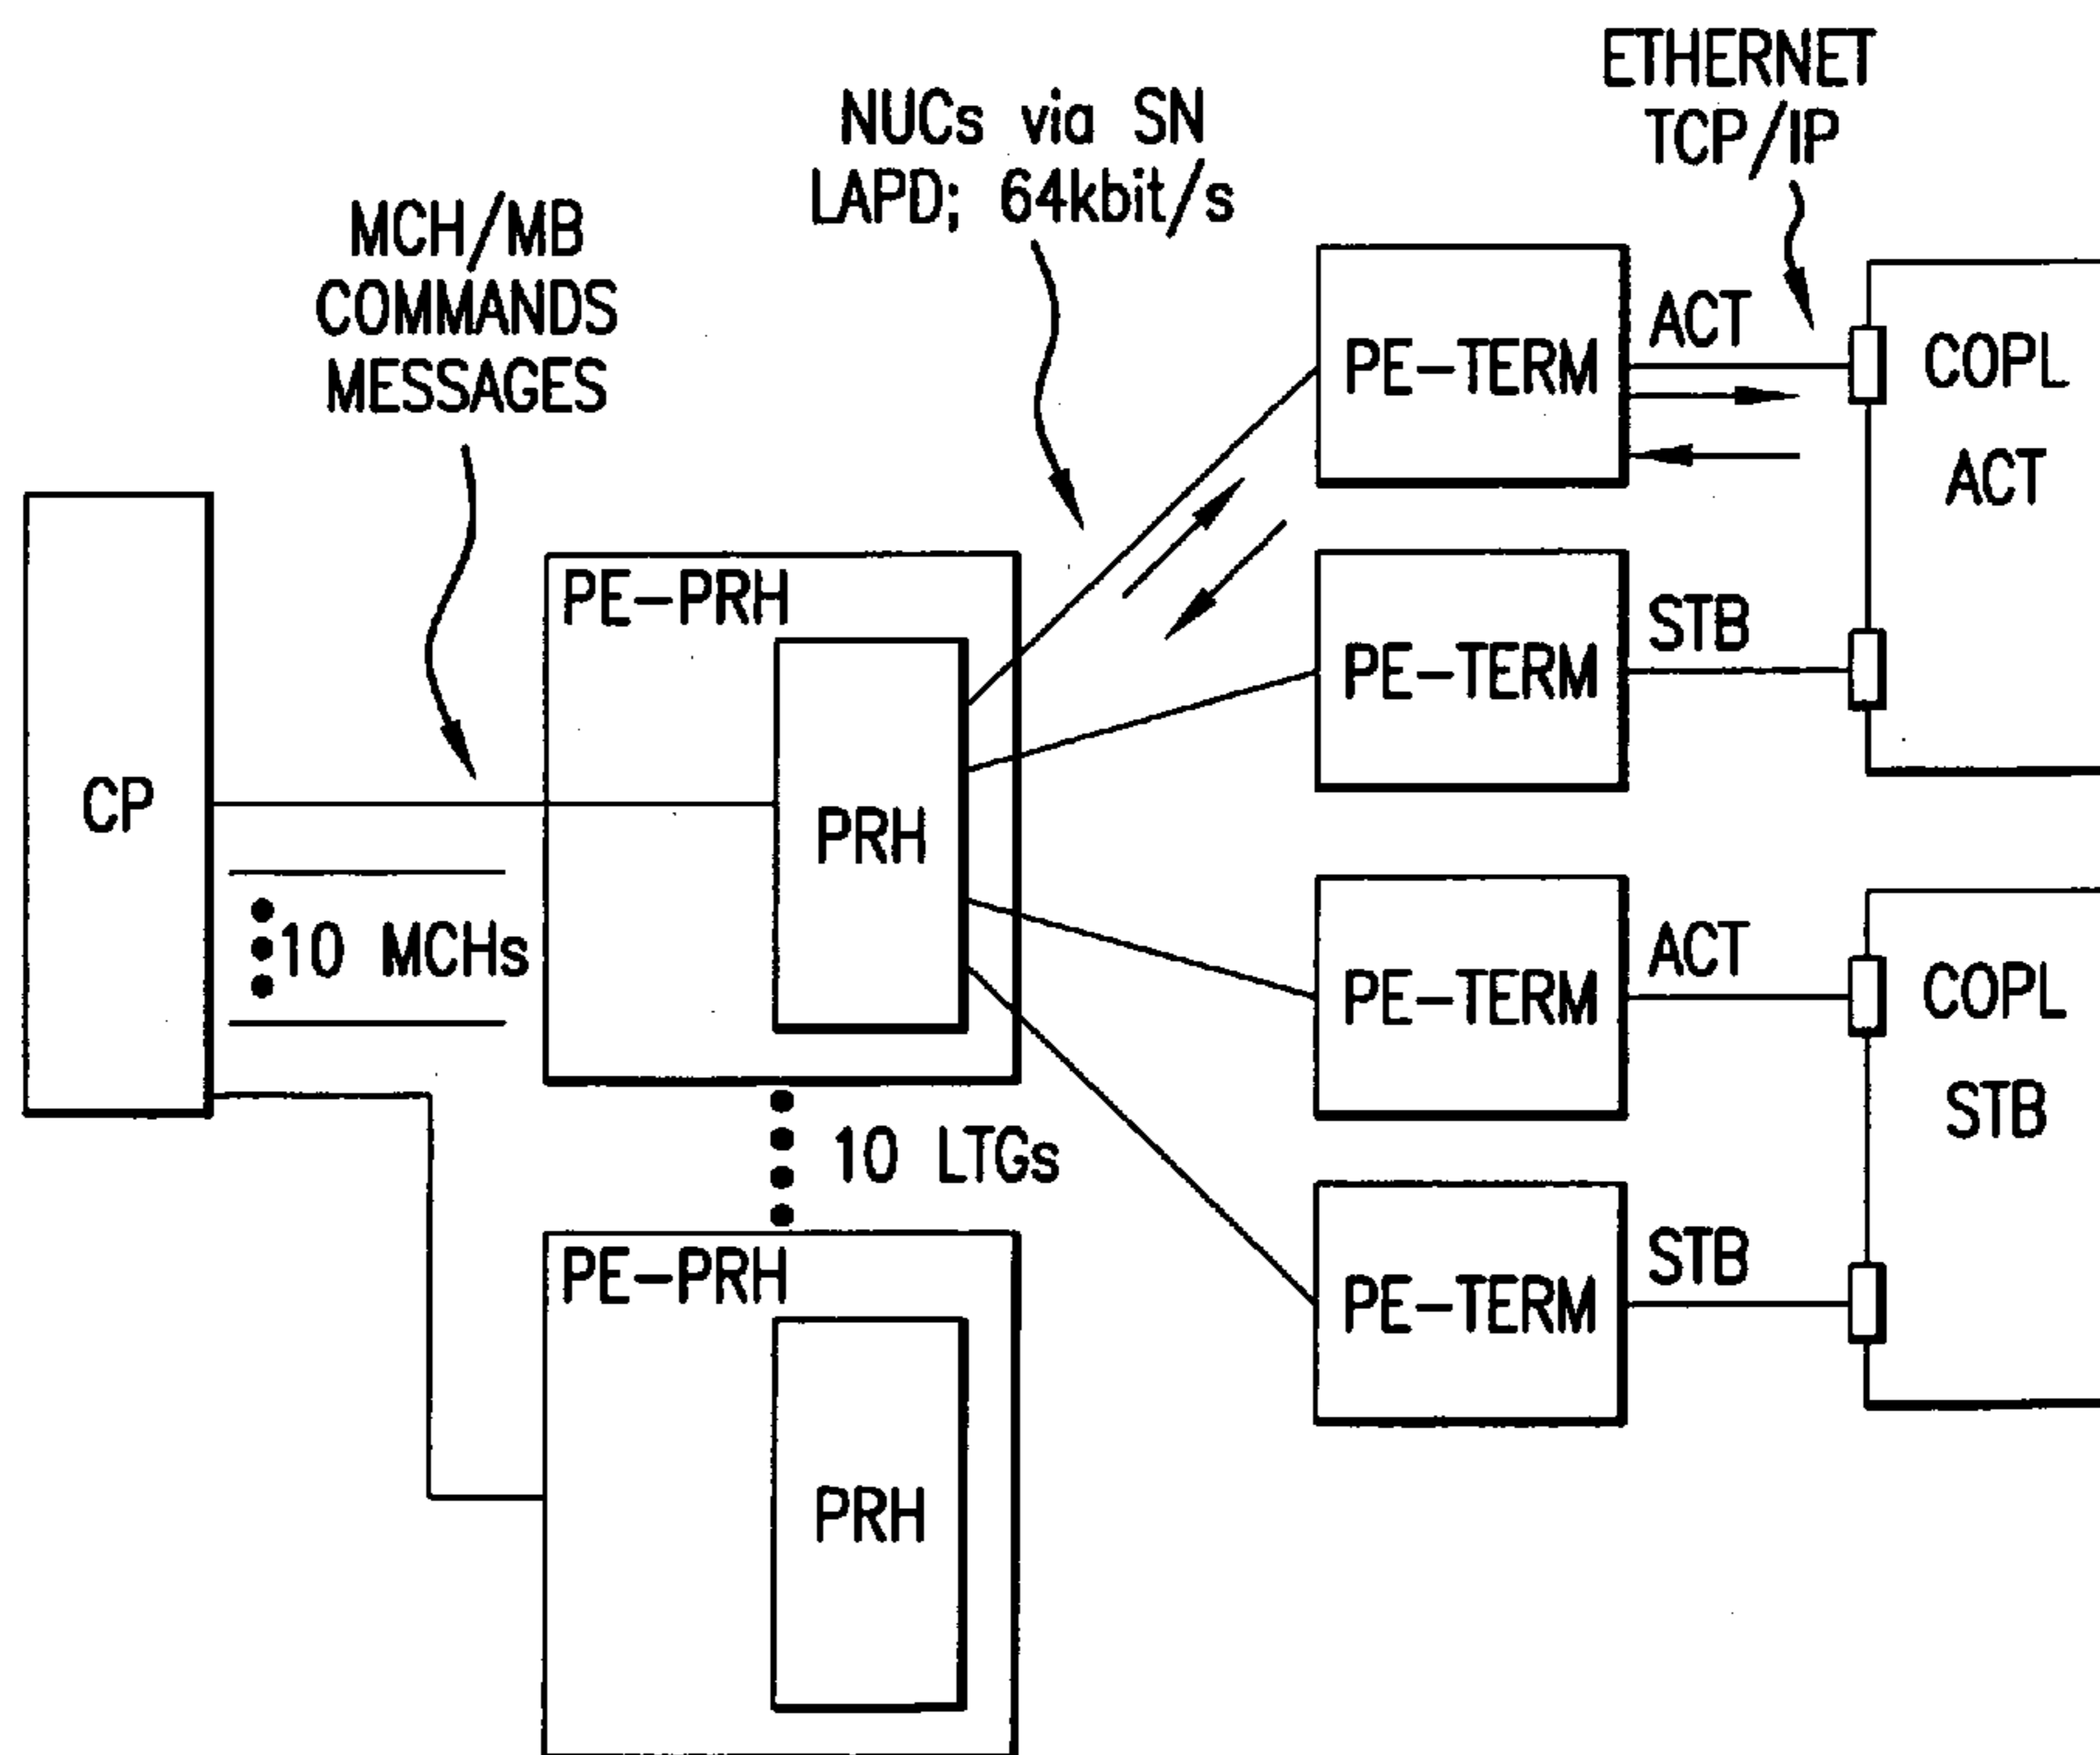 ETHERNET
TCP/IP
NUCs via SN
LAPD; 64kbit/s
MCH/MB
COMMANDS
MESSAGES
PE-TERM
ACT
COPL
ACT
PE-PRH
PE-TERM
STB
CP
PRH
10 MCHs
PE-TERM
ACT
COPL
STB
10 LTGs
PE-PRH
PE-TERM
STB
PRH